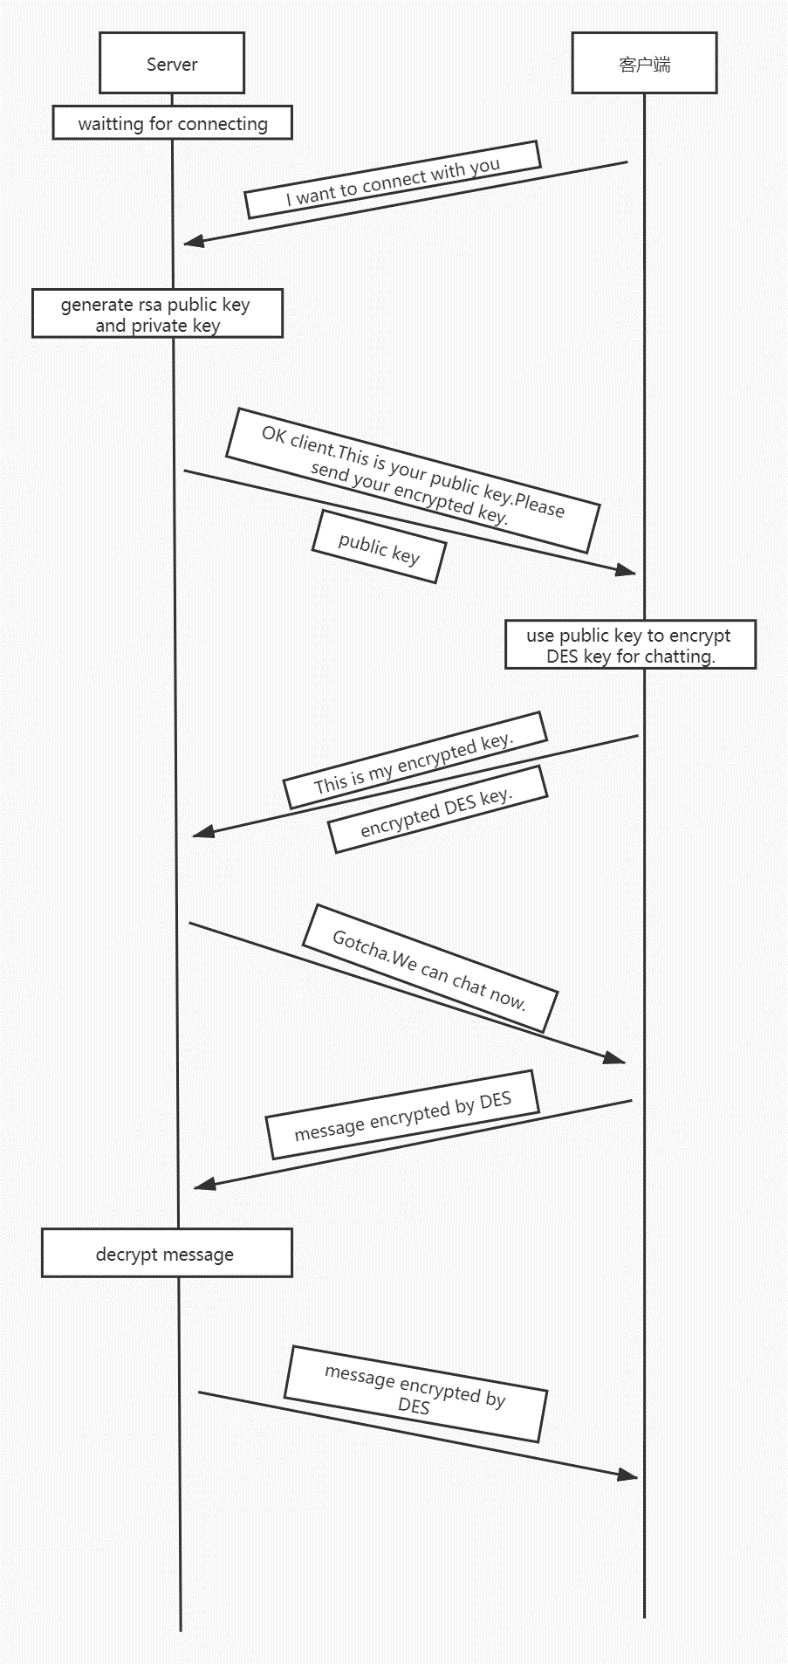 Server
客户端
waitting for connecting
I want to connect with you
generate rsa public key
and private key
OK client.This is your public key.Please
send your encrypted key.
public key
use public key to encrypt
DES key for chatting.
This is my encrypted key.
encrypted DES key.
Gotcha.We can chat now.
message encrypted by DES
decrypt message
message encrypted by
DES